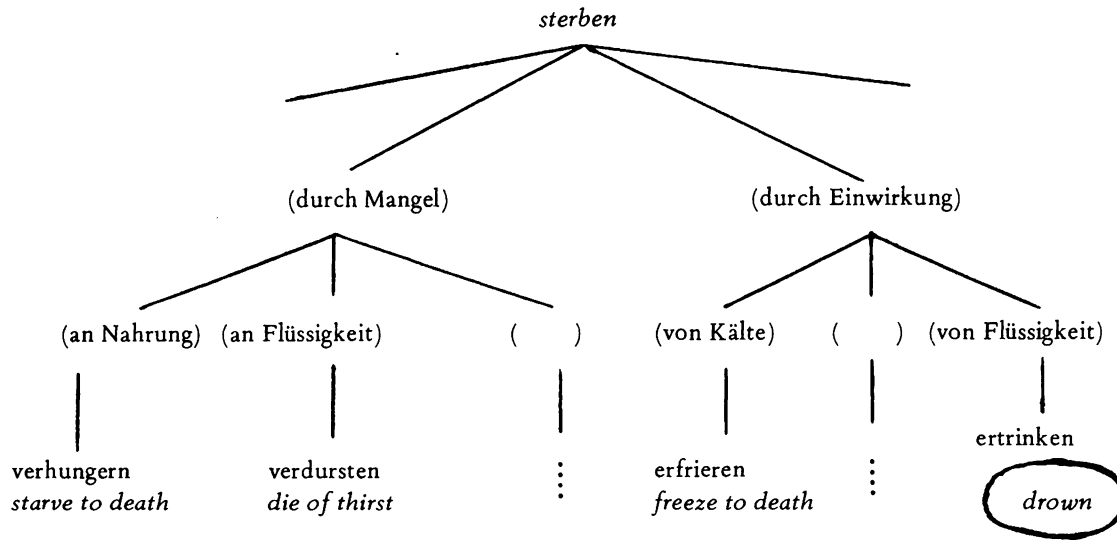 sterben
(durch Mangel) (durch Einwirkung)
(an Nahrung) (an Flüssigkeit) ( ) (von Kälte) ( ) (von Flüssigkeit)
ertrinken
verhungern verdursten erfrieren
starve to death die of thirst freeze to death drown